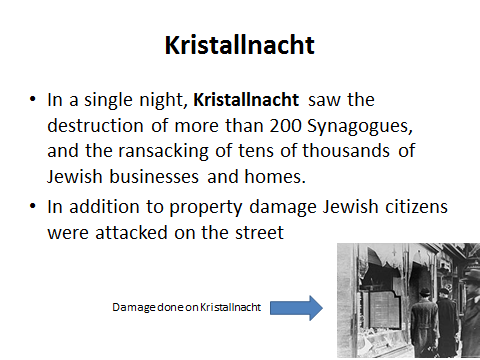 Kristallnacht
• In a single night, Kristallnacht saw the
destruction of more than 200 Synagogues,
and the ransacking of tens of thousands of
Jewish businesses and homes.
• In addition to property damage Jewish citizens
were attacked on the street
Damage done on Kristallnacht